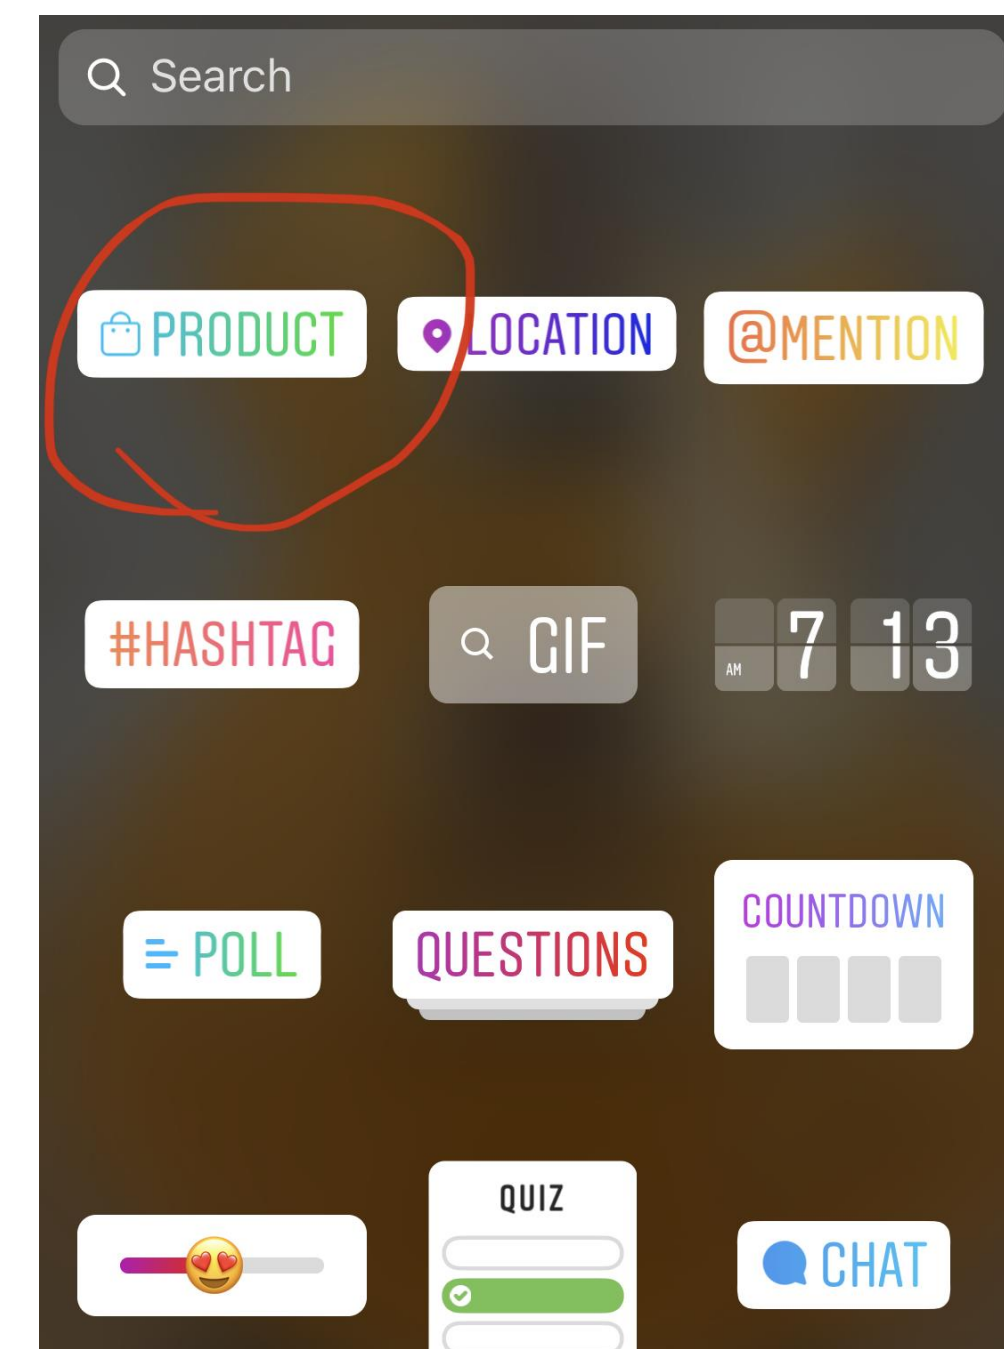 Search
PRODUCT
LOCATION
@MENTION
#HASHTAG
GIF
AM 7 13
POLL
QUESTIONS
COUNTDOWN
QUIZ
CHAT